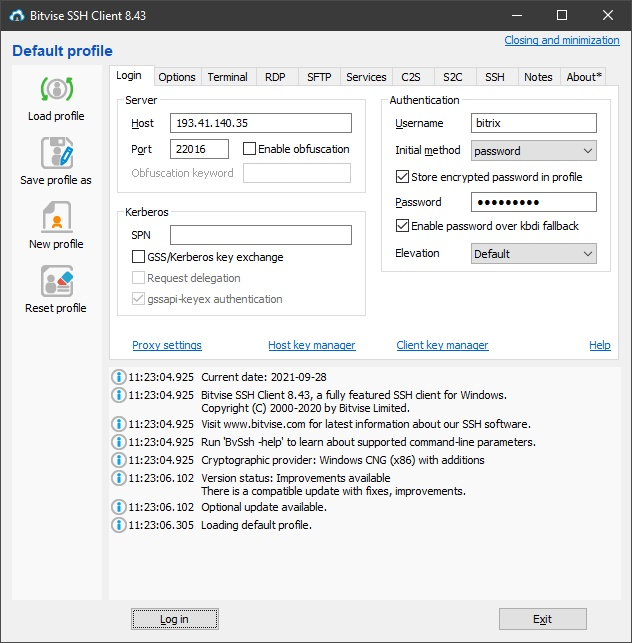 Bitvise SSH Client 8.43
Default profile
Closing and minimization
Load profile
Save profile as
New profile
Reset profile
Login Options Terminal RDP SFTP Services C2S S2C SSH Notes About*
Server
Host 193.41.140.35
Port 22016 Enable obfuscation
Obfuscation keyword
Kerberos
SPN
GSS/Kerberos key exchange
Request delegation
gssapi-keyex authentication
Authentication
Username bitrix
Initial method password
Store encrypted password in profile
Password ●●●●●●●●●
Enable password over kbdi fallback
Elevation Default
Proxy settings Host key manager Client key manager Help
11:23:04.925 Current date: 2021-09-28
11:23:04.925 Bitvise SSH Client 8.43, a fully featured SSH client for Windows.
Copyright (C) 2000-2020 by Bitvise Limited.
11:23:04.925 Visit www.bitvise.com for latest information about our SSH software.
11:23:04.925 Run 'BvSsh -help' to learn about supported command-line parameters.
11:23:04.925 Cryptographic provider: Windows CNG (x86) with additions
11:23:06.102 Version status: Improvements available
There is a compatible update with fixes, improvements.
11:23:06.102 Optional update available.
11:23:06.305 Loading default profile.
Log in Exit